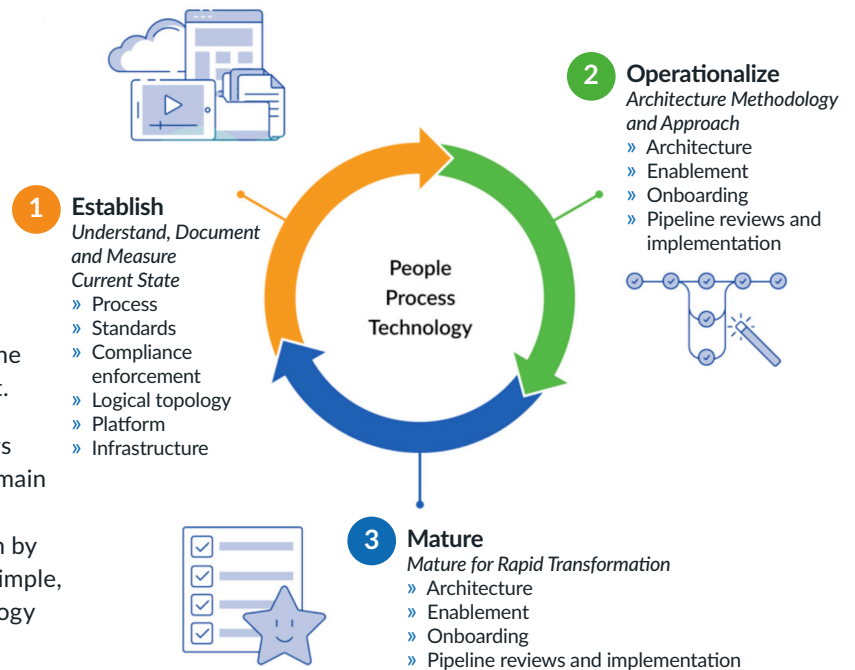 1
Establish
Understand, Document
and Measure
Current State
» Process
» Standards
» Compliance
enforcement
» Logical topology
» Platform
» Infrastructure
2
Operationalize
Architecture Methodology
and Approach
» Architecture
» Enablement
» Onboarding
» Pipeline reviews and
implementation
People
Process
Technology
3
Mature
Mature for Rapid Transformation
» Architecture
» Enablement
» Onboarding
» Pipeline reviews and implementation
main
by